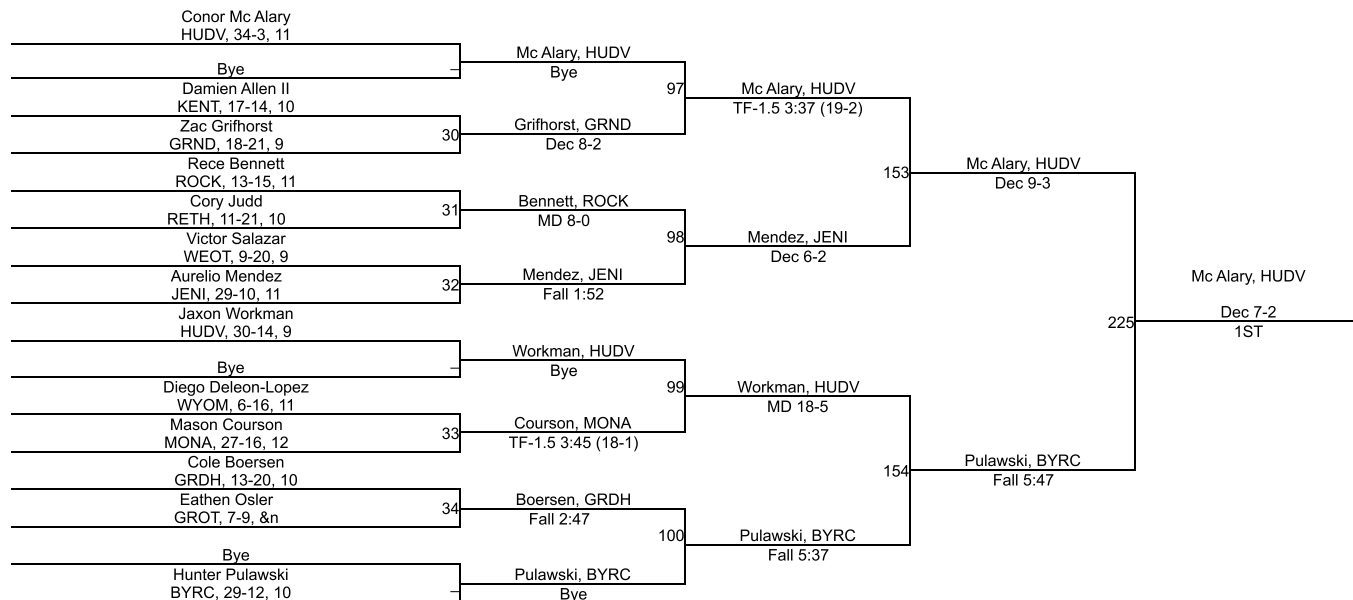 Conor Mc Alary
HUDV, 34-3, 11
Bye
–
Damien Allen II
KENT, 17-14, 10
Zac Grifhorst
GRND, 18-21, 9
30
Rece Bennett
ROCK, 13-15, 11
Cory Judd
RETH, 11-21, 10
31
Victor Salazar
WEOT, 9-20, 9
Aurelio Mendez
JENI, 29-10, 11
32
Jaxon Workman
HUDV, 30-14, 9
Bye
–
Diego Deleon-Lopez
WYOM, 6-16, 11
Mason Courson
MONA, 27-16, 12
33
Cole Boersen
GRDH, 13-20, 10
Eathen Osler
GROT, 7-9, &n
34
Bye
Hunter Pulawski
BYRC, 29-12, 10
–
Mc Alary, HUDV
Bye
97
Grifhorst, GRND
Dec 8-2
Bennett, ROCK
MD 8-0
98
Mendez, JENI
Fall 1:52
Workman, HUDV
Bye
99
Courson, MONA
TF-1.5 3:45 (18-1)
Boersen, GRDH
Fall 2:47
100
Pulawski, BYRC
Bye
Mc Alary, HUDV
TF-1.5 3:37 (19-2)
153
Mendez, JENI
Dec 6-2
Workman, HUDV
MD 18-5
154
Pulawski, BYRC
Fall 5:37
Mc Alary, HUDV
Dec 9-3
225
Pulawski, BYRC
Fall 5:47
Mc Alary, HUDV
Dec 7-2
1ST